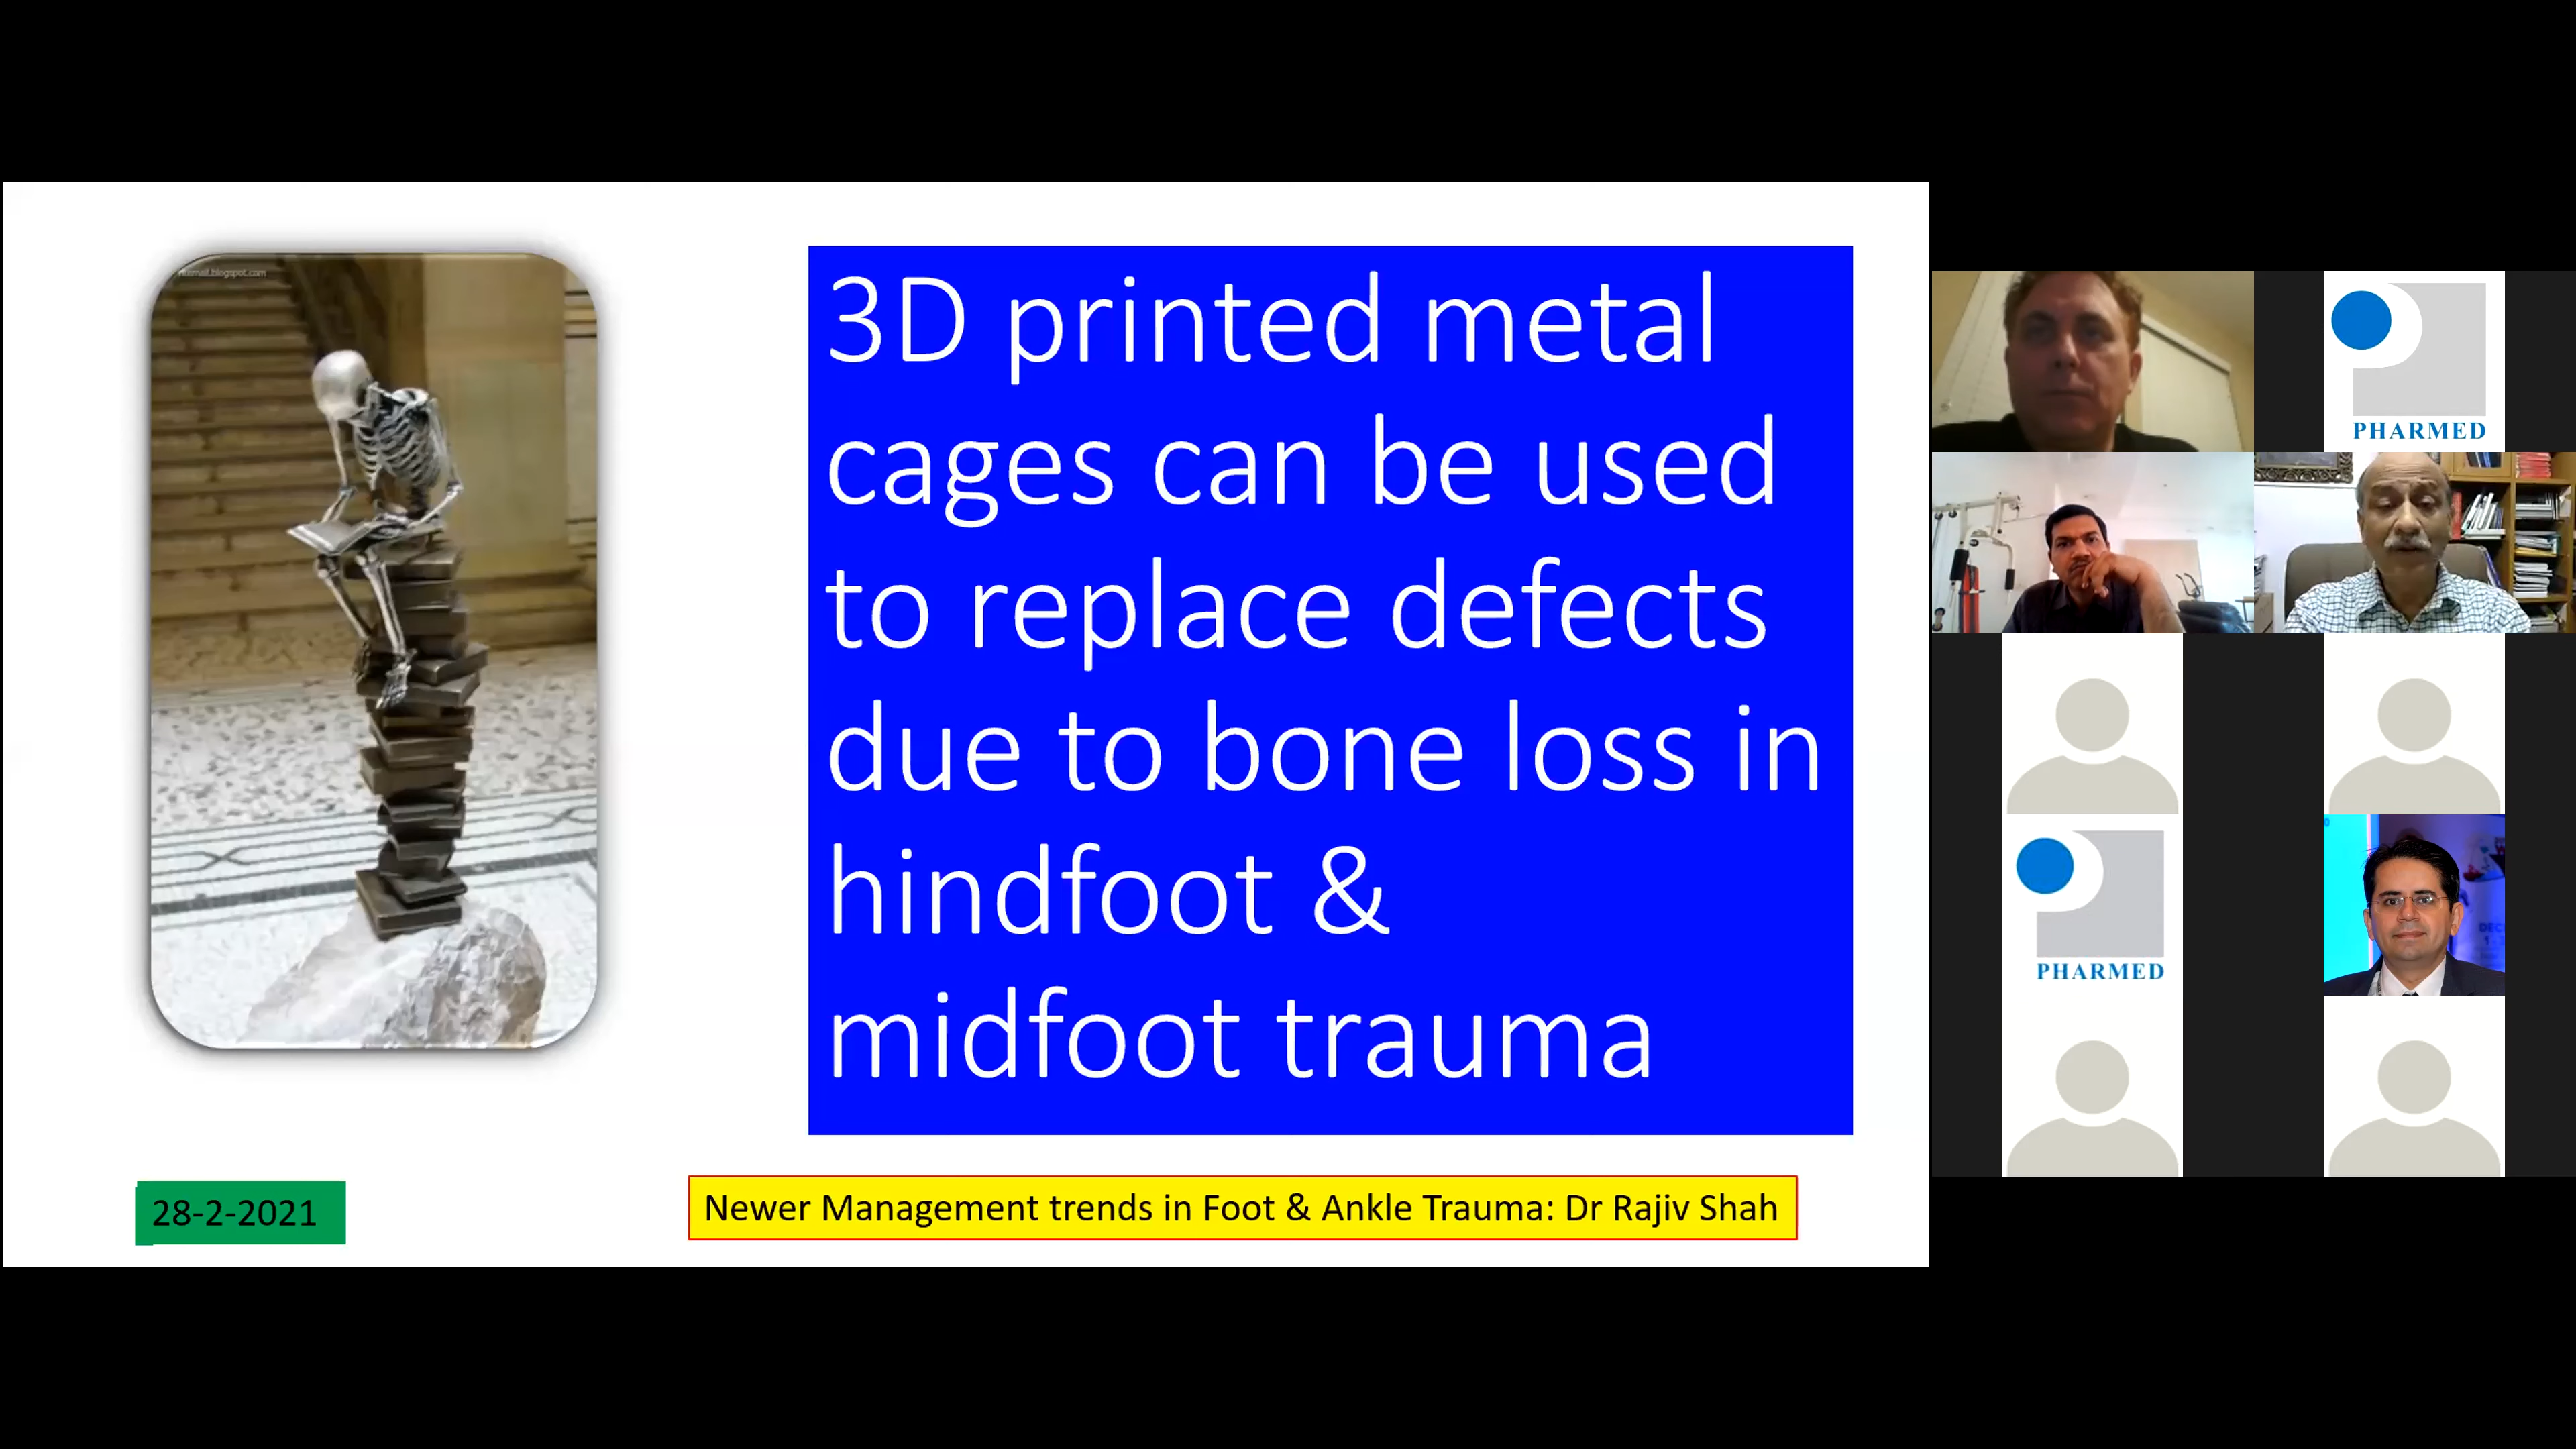 3D printed metal
cages can be used
to replace defects
due to bone loss in
hindfoot &
midfoot trauma
28-2-2021
Newer Management trends in Foot & Ankle Trauma: Dr Rajiv Shah
PHARMED
PHARMED